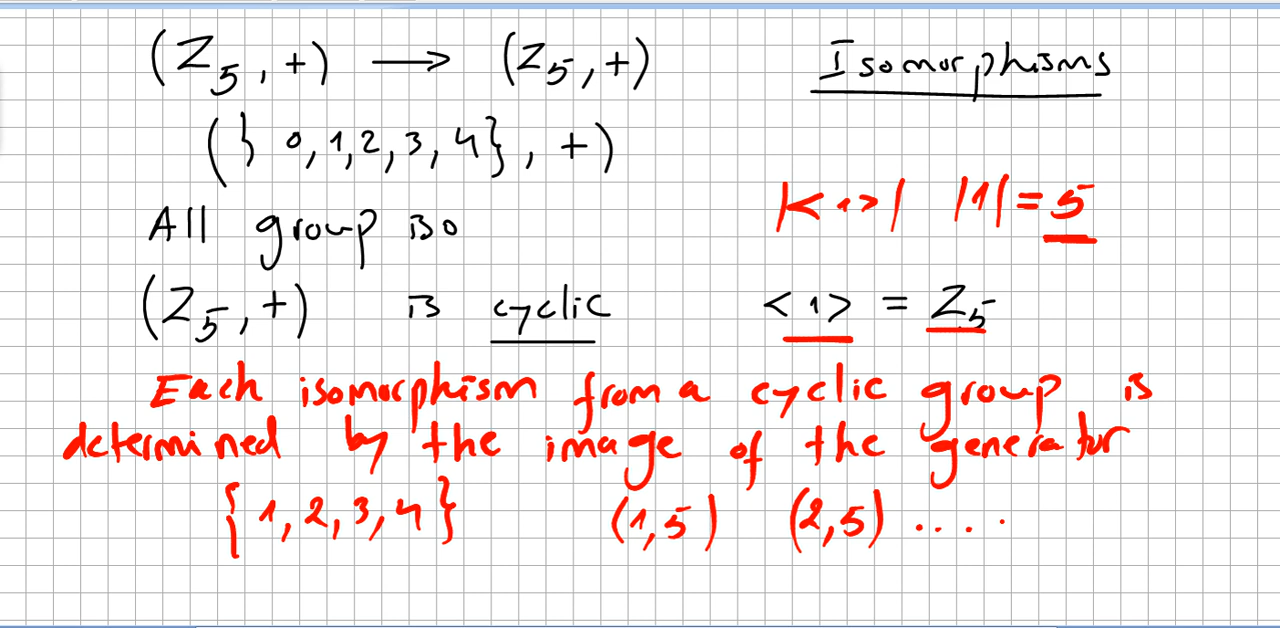 (Z₅, +) ⟶ (Z₅, +)
Isomorphisms
({ 0, 1, 2, 3, 4}, +)
|<1>| |1| = 5
All group iso
(Z₅, +) is cyclic <1> = Z₅
Each isomorphism from a cyclic group is
determined by the image of the generator
{1, 2, 3, 4} (1,5) (2,5) ....